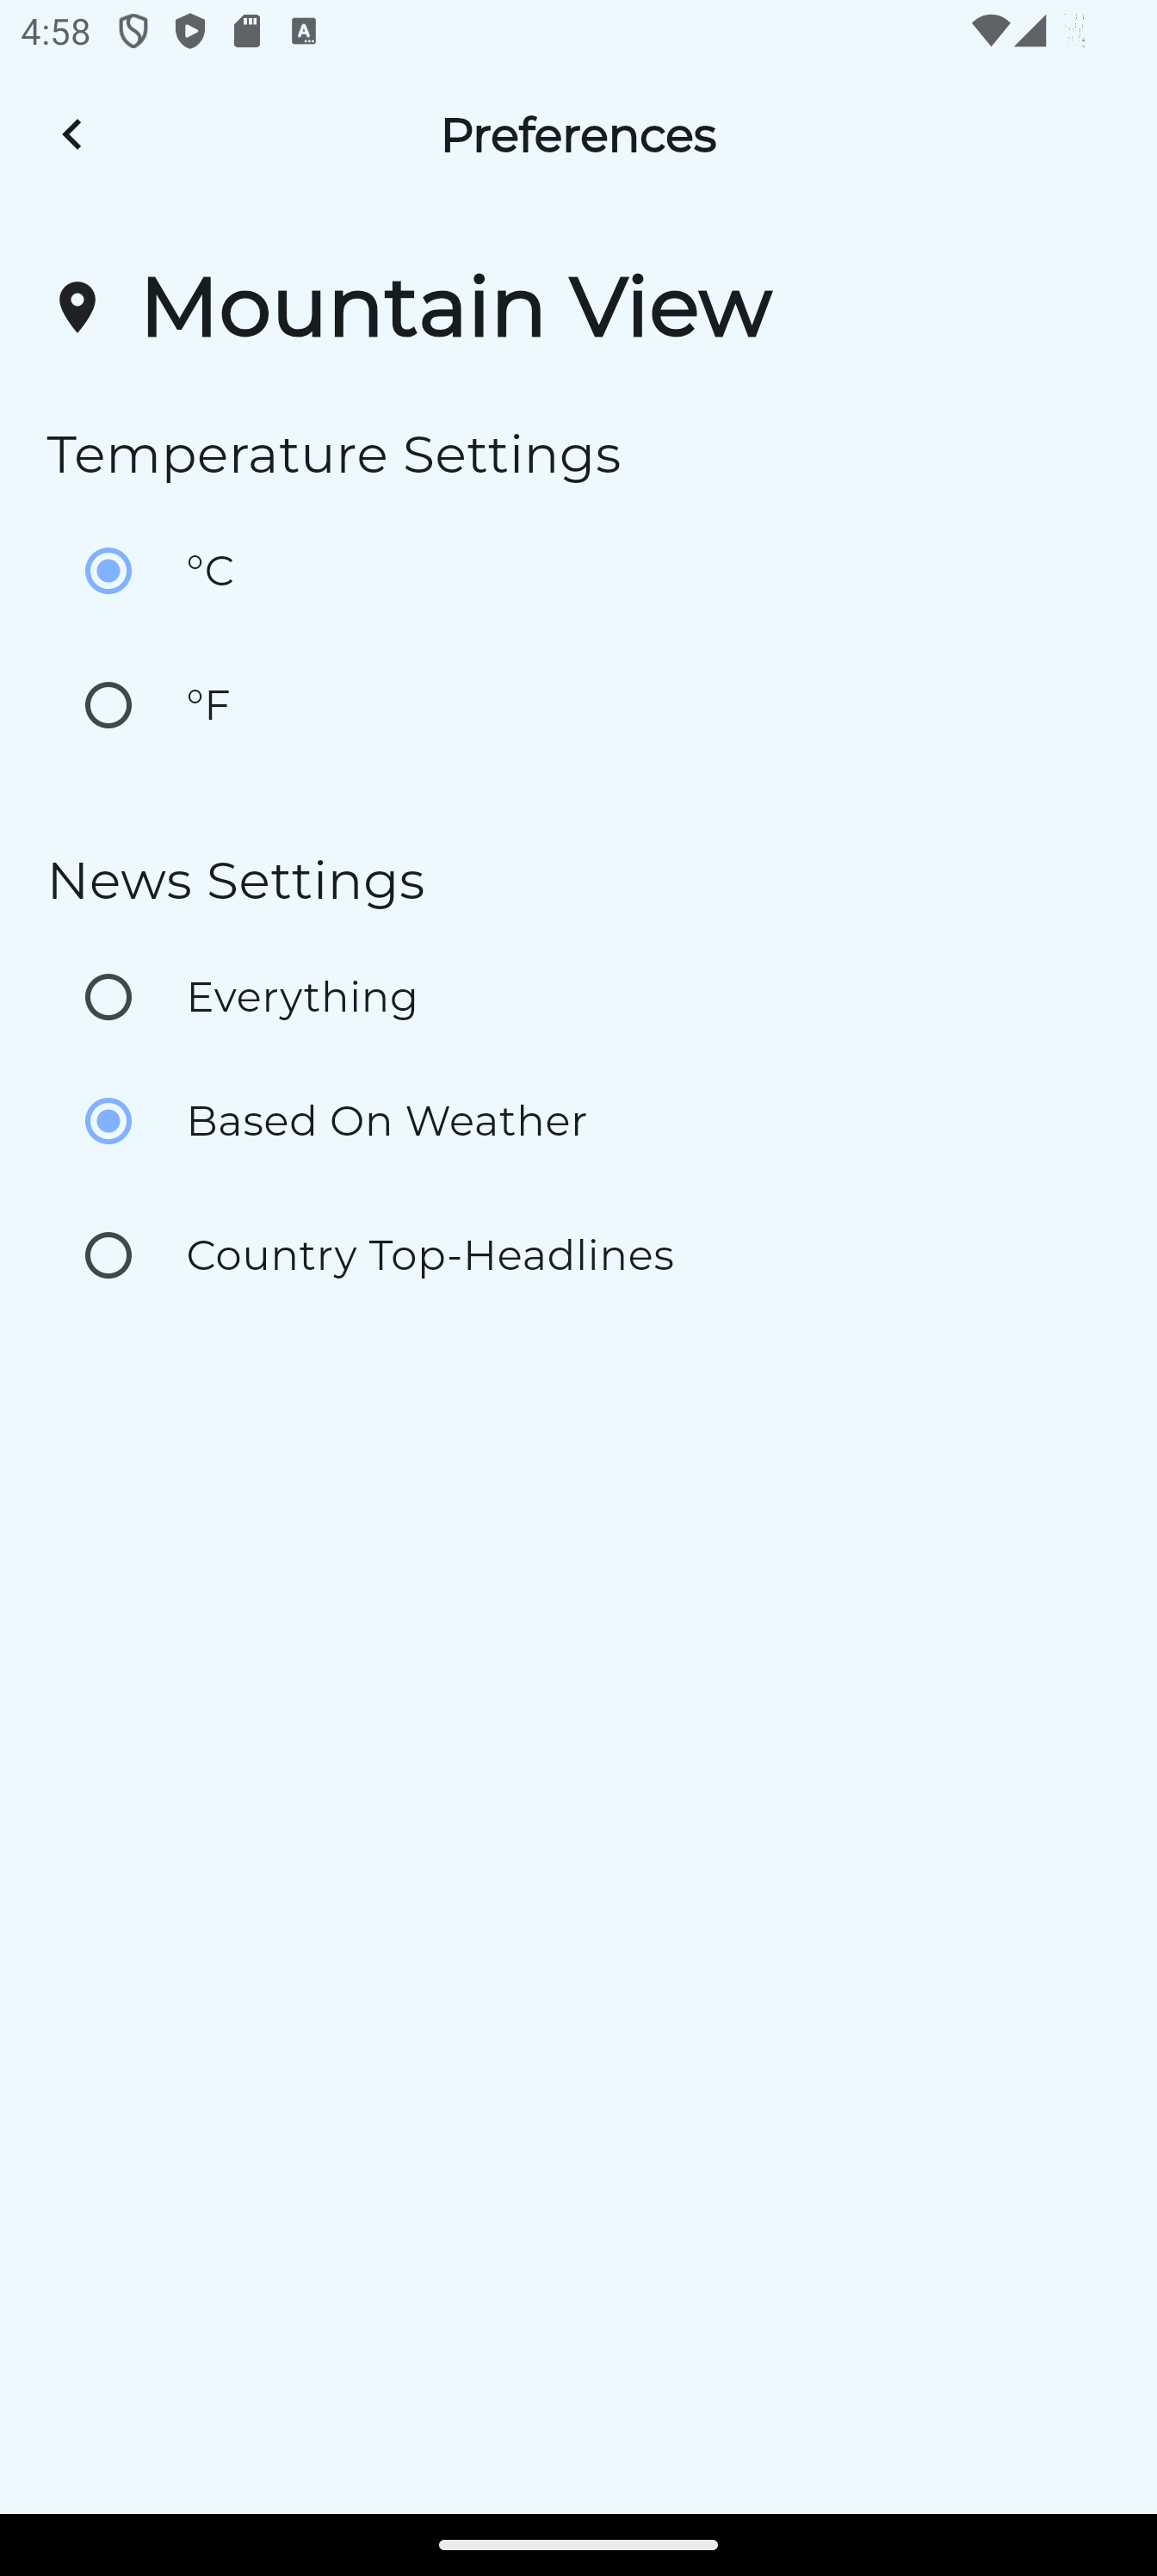 4:58
Preferences
Mountain View
Temperature Settings
°C
°F
News Settings
Everything
Based On Weather
Country Top-Headlines